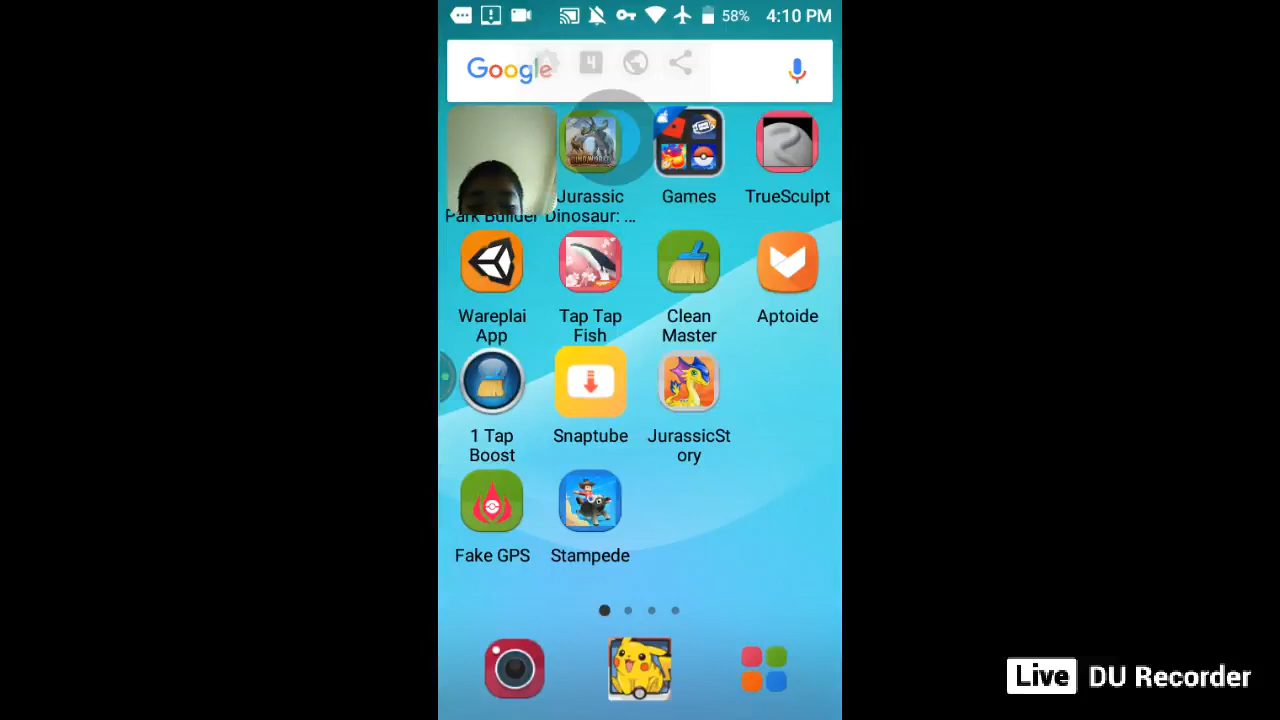 58% 4:10 PM
Google
4
Jurassic Games TrueSculpt
Park Builder Dinosaur: ...
Wareplai Tap Tap Clean Aptoide
App Fish Master
1 Tap Snaptube JurassicSt
Boost ory
Fake GPS Stampede
Live DU Recorder